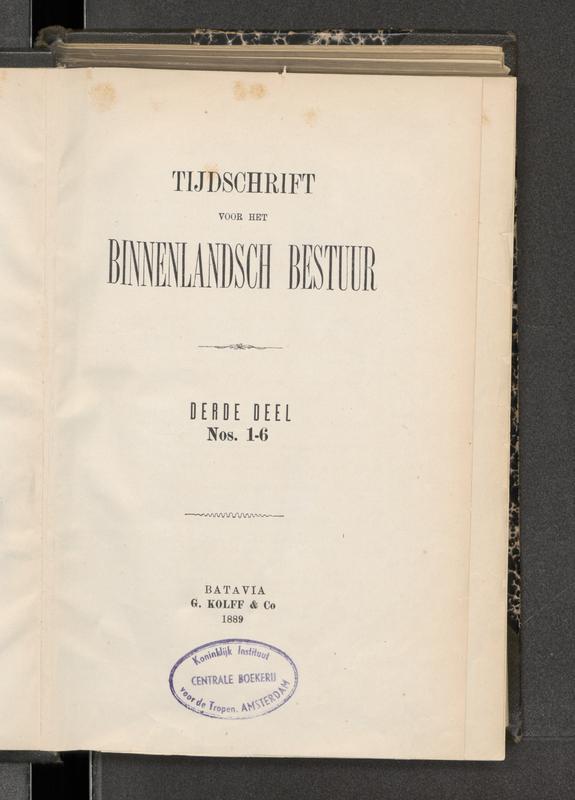 TIJDSCHRIFT
VOOR HET
BINNENLANDSCH BESTUUR
DERDE DEEL
Nos. 1-6
BATAVIA
G. KOLFF & Co
1889
Koninklijk Instituut
CENTRALE BOEKERIJ
voor de Tropen. AMSTERDAM